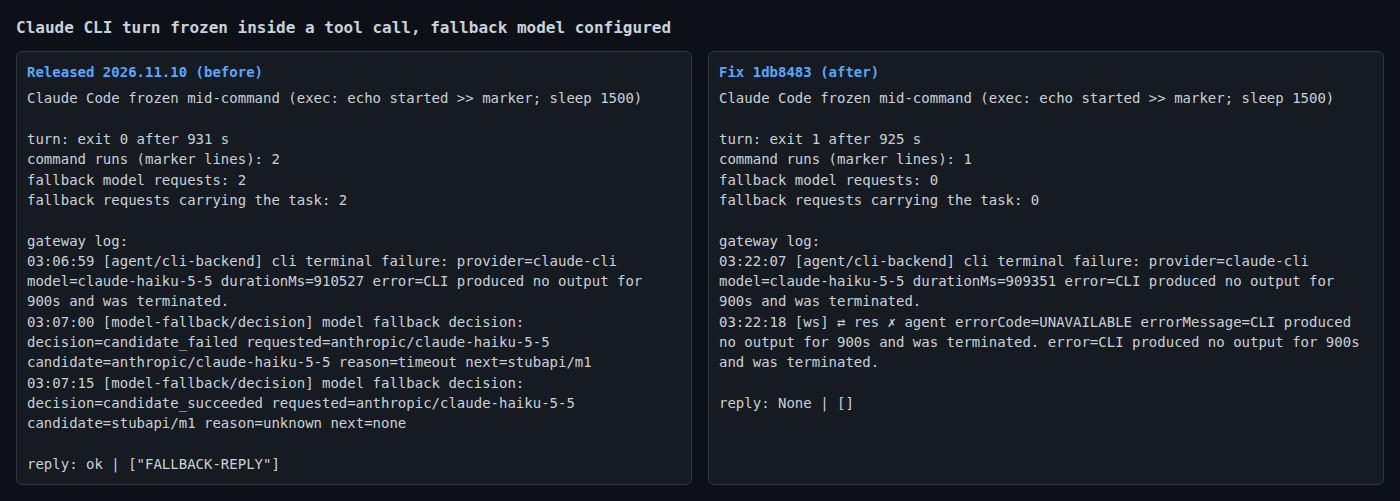 Claude CLI turn frozen inside a tool call, fallback model configured
Released 2026.11.10 (before)
Claude Code frozen mid-command (exec: echo started >> marker; sleep 1500)
turn: exit 0 after 931 s
command runs (marker lines): 2
fallback model requests: 2
fallback requests carrying the task: 2
gateway log:
03:06:59 [agent/cli-backend] cli terminal failure: provider=claude-cli
model=claude-haiku-5-5 durationMs=910527 error=CLI produced no output for
900s and was terminated.
03:07:00 [model-fallback/decision] model fallback decision:
decision=candidate_failed requested=anthropic/claude-haiku-5-5
candidate=anthropic/claude-haiku-5-5 reason=timeout next=stubapi/m1
03:07:15 [model-fallback/decision] model fallback decision:
decision=candidate_succeeded requested=anthropic/claude-haiku-5-5
candidate=stubapi/m1 reason=unknown next=none
reply: ok | ["FALLBACK-REPLY"]
Fix 1db8483 (after)
Claude Code frozen mid-command (exec: echo started >> marker; sleep 1500)
turn: exit 1 after 925 s
command runs (marker lines): 1
fallback model requests: 0
fallback requests carrying the task: 0
gateway log:
03:22:07 [agent/cli-backend] cli terminal failure: provider=claude-cli
model=claude-haiku-5-5 durationMs=909351 error=CLI produced no output for
900s and was terminated.
03:22:18 [ws] ⇄ res ✗ agent errorCode=UNAVAILABLE errorMessage=CLI produced
no output for 900s and was terminated. error=CLI produced no output for 900s
and was terminated.
reply: None | []